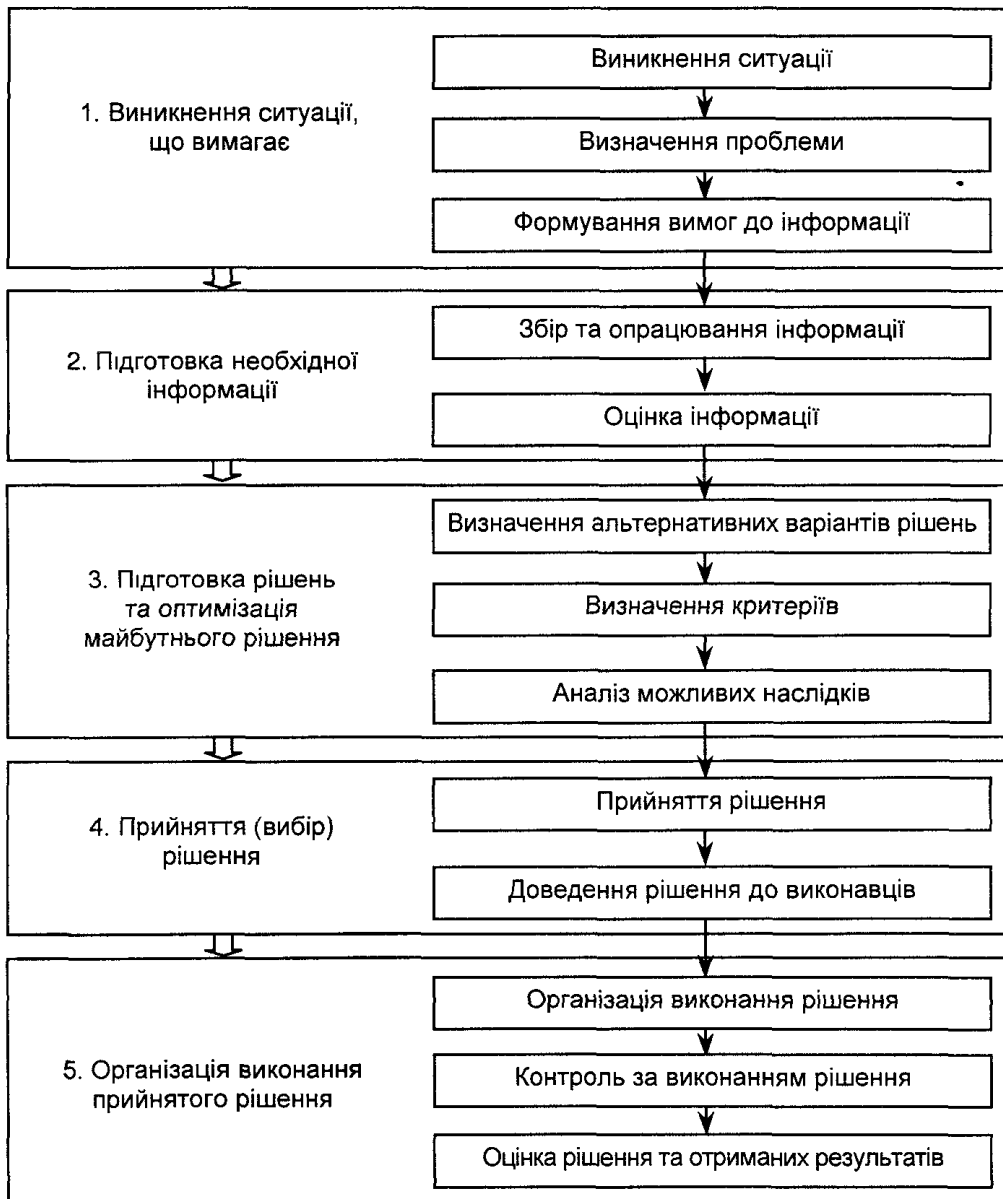 Виникнення ситуації
1. Виникнення ситуації,
що вимагає
Визначення проблеми
Формування вимог до інформації
Збір та опрацювання інформації
2. Підготовка необхідної
інформації
Оцінка інформації
Визначення альтернативних варіантів рішень
3. Підготовка рішень
та оптимізація
майбутнього рішення
Визначення критеріїв
Аналіз можливих наслідків
Прийняття рішення
4. Прийняття (вибір)
рішення
Доведення рішення до виконавців
Організація виконання рішення
5. Організація виконання
прийнятого рішення
Контроль за виконанням рішення
Оцінка рішення та отриманих результатів